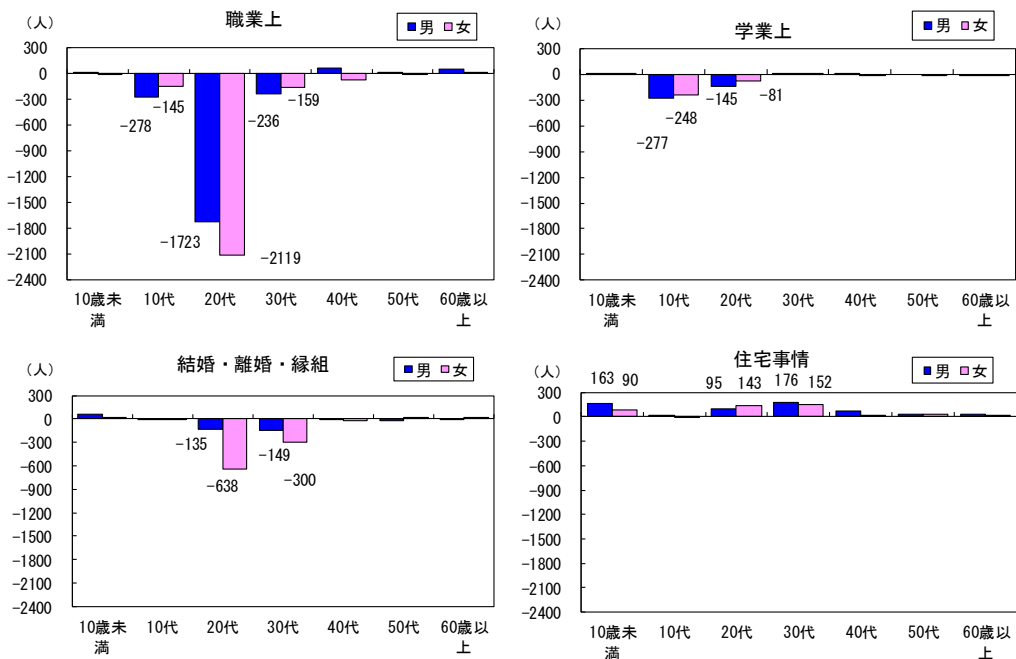 職業上
(人)
■男 ■女
300
0
-300
-600
-900
-1200
-1500
-1800
-2100
-2400
-278
-145
-1723
-2119
-236
-159
10歳未満
10代
20代
30代
40代
50代
60歳以上
学業上
(人)
■男 ■女
300
0
-300
-600
-900
-1200
-1500
-1800
-2100
-2400
-277
-248
-145
-81
10歳未満
10代
20代
30代
40代
50代
60歳以上
結婚・離婚・縁組
(人)
■男 ■女
300
0
-300
-600
-900
-1200
-1500
-1800
-2100
-2400
-135
-638
-149
-300
10歳未満
10代
20代
30代
40代
50代
60歳以上
住宅事情
(人)
■男 ■女
300
0
-300
-600
-900
-1200
-1500
-1800
-2100
-2400
163
90
95
143
176
152
10歳未満
10代
20代
30代
40代
50代
60歳以上